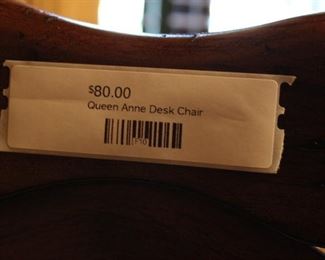 $80.00
Queen Anne Desk Chair